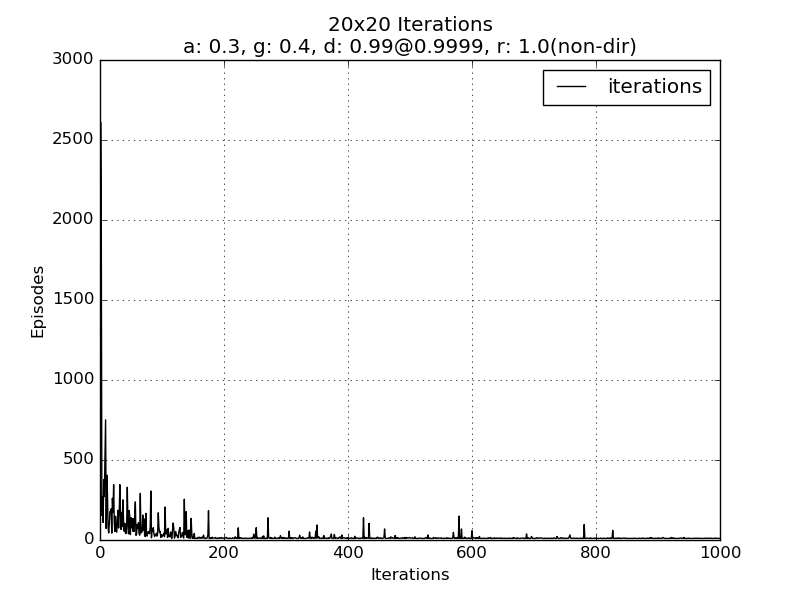 20x20 Iterations
a: 0.3, g: 0.4, d: 0.99@0.9999, r: 1.0(non-dir)
iterations
3000
2500
2000
1500
1000
500
0
Episodes
0 200 400 600 800 1000
Iterations